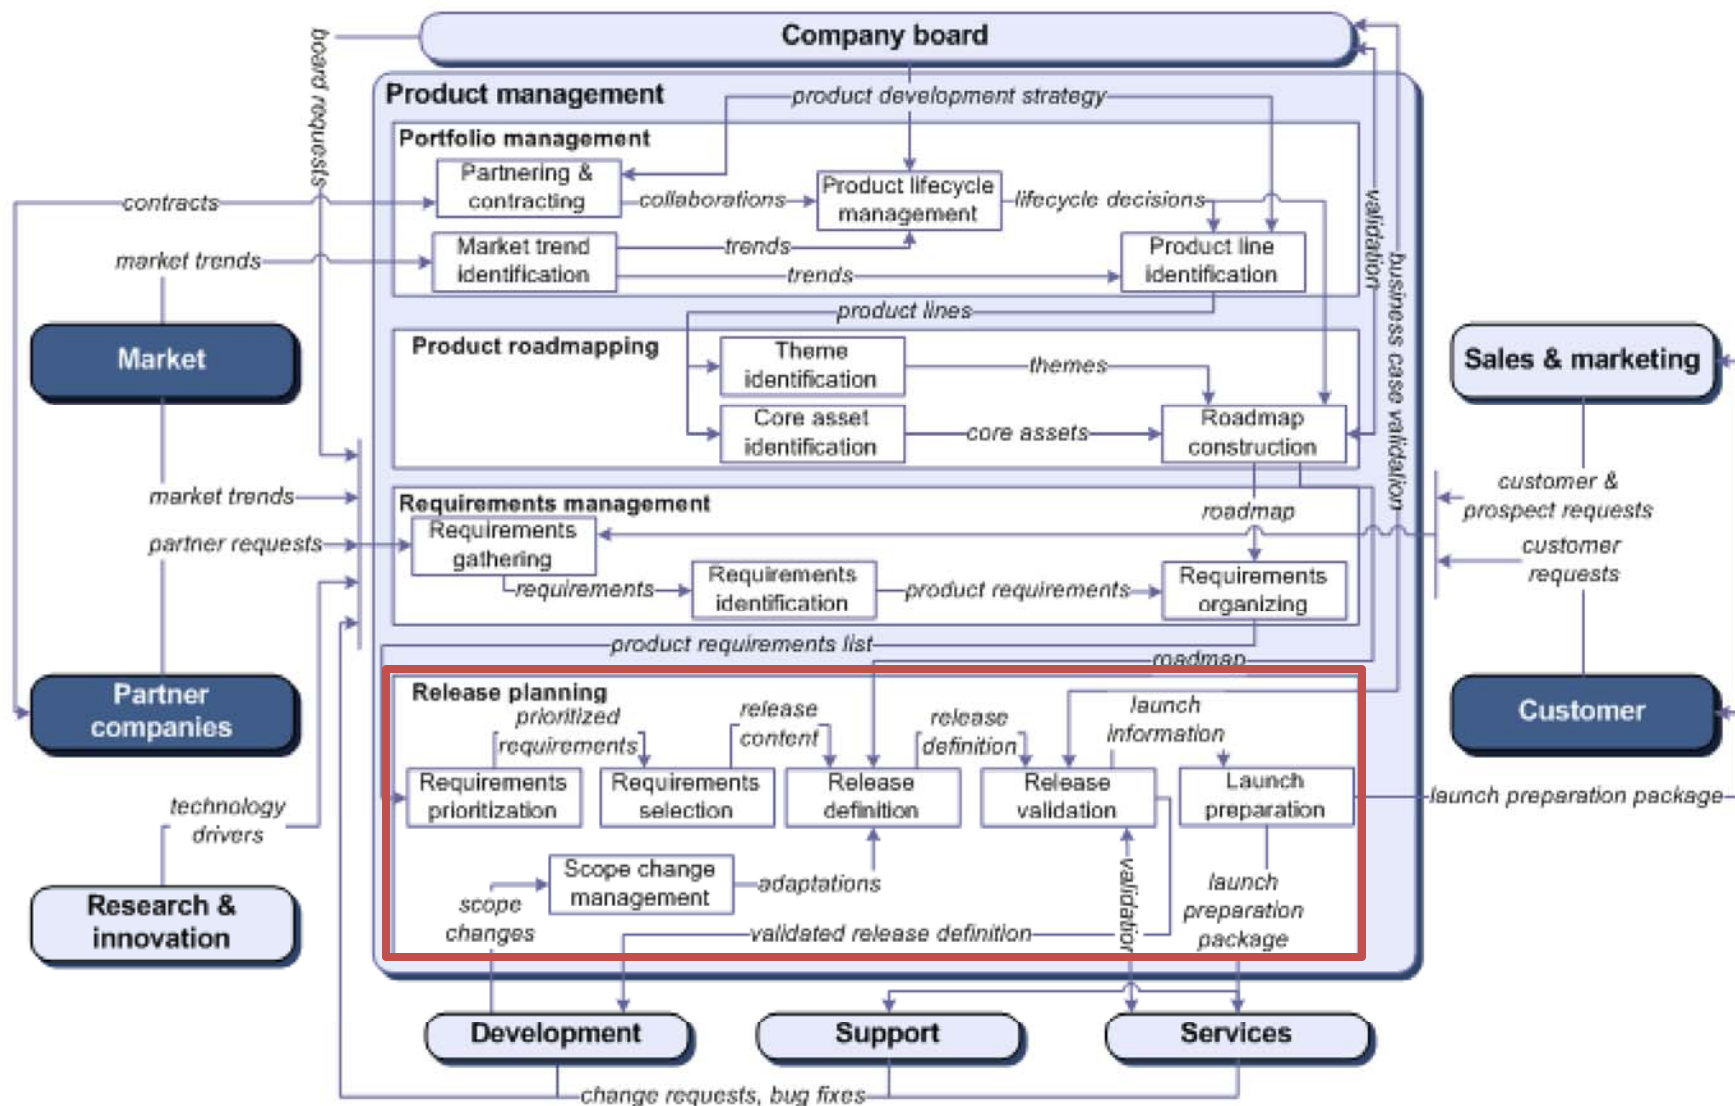 Company board
board requests
Product management
product development strategy
Portfolio management
Partnering &
contracting
collaborations
Product lifecycle
management
lifecycle decisions
contracts
validation
market trends
Market trend
identification
trends
trends
Product line
identification
business case validation
product lines
Market
Product roadmapping
Theme
identification
themes
Sales & marketing
Core asset
identification
core assets
Roadmap
construction
market trends
Requirements management
roadmap
customer &
prospect requests
partner requests
Requirements
gathering
customer
requests
requirements
Requirements
identification
product requirements
Requirements
organizing
product requirements list
roadmap
Partner
companies
Release planning
prioritized
requirements
release
content
release
definition
launch
information
Customer
Requirements
prioritization
Requirements
selection
Release
definition
Release
validation
Launch
preparation
launch preparation package
technology
drivers
Scope change
management
adaptations
validation
launch
preparation
package
scope
changes
validated release definition
Research &
innovation
Development
Support
Services
change requests, bug fixes